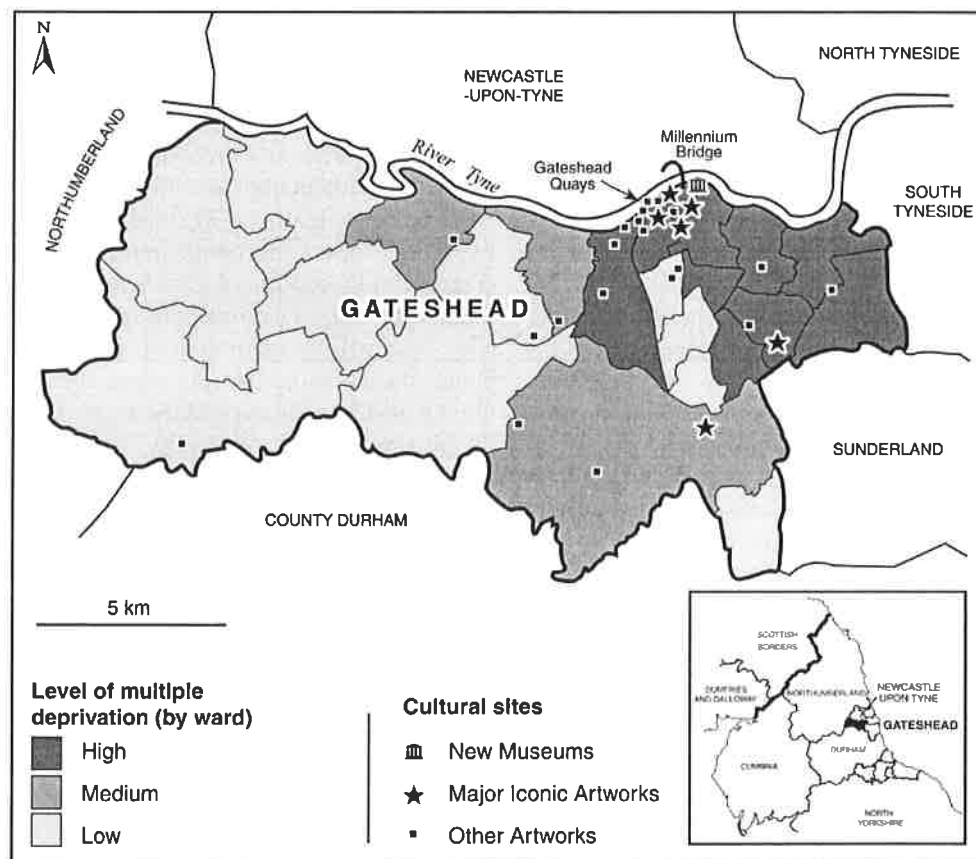 N
NORTH TYNESIDE
NEWCASTLE
-UPON-TYNE
Millennium
Bridge
Gateshead
Quays
River Tyne
NORTHUMBERLAND
SOUTH
TYNESIDE
GATESHEAD
SUNDERLAND
COUNTY DURHAM
5 km
Level of multiple
deprivation (by ward)
High
Medium
Low
Cultural sites
New Museums
Major Iconic Artworks
Other Artworks
SCOTTISH
BORDERS
DUMFRIES
AND GALLOWAY
NORTHUMBERLAND
NEWCASTLE
UPON TYNE
GATESHEAD
DURHAM
CUMBRIA
NORTH
YORKSHIRE